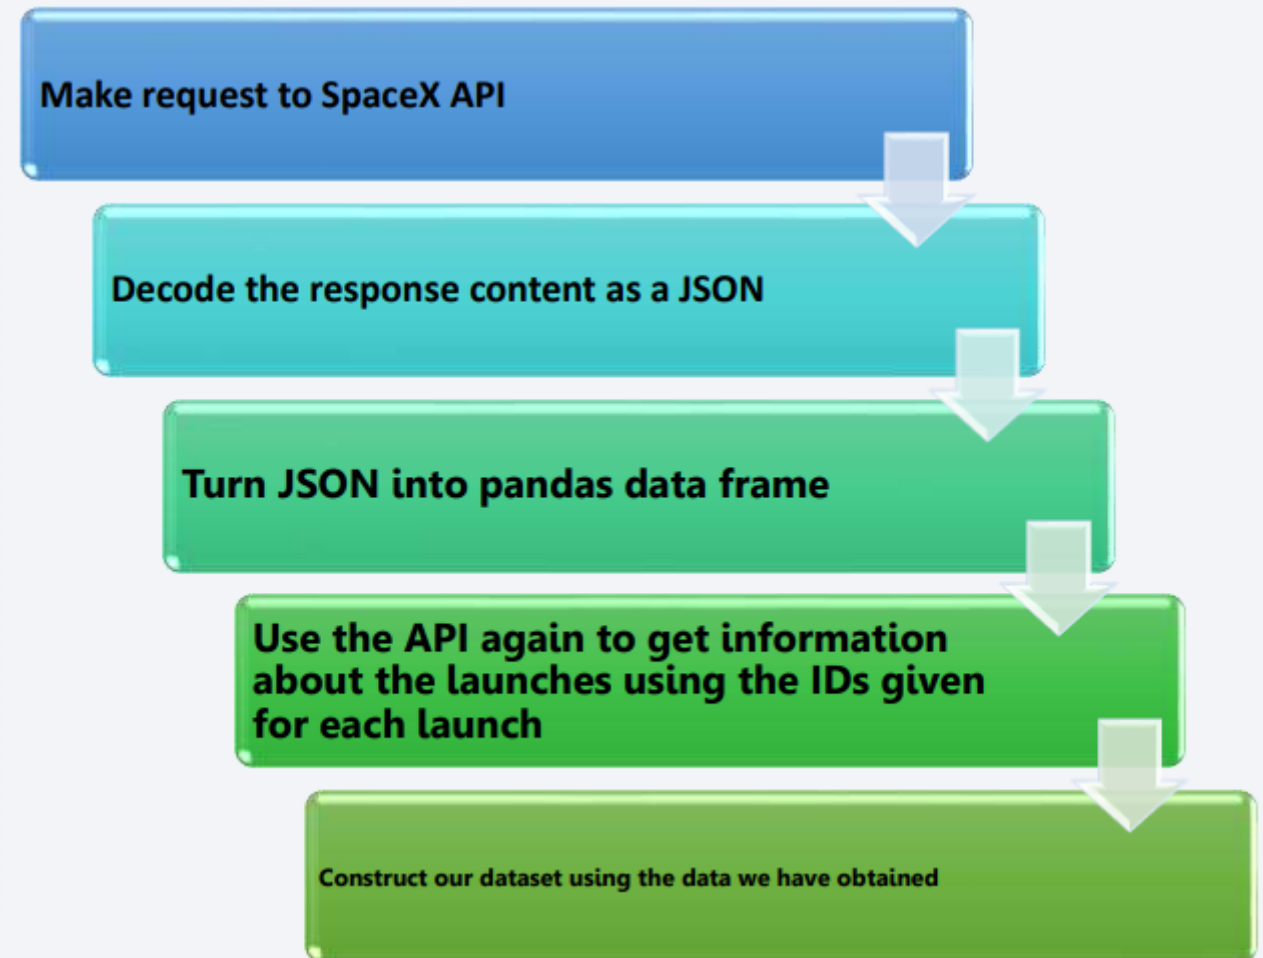 Make request to SpaceX API
Decode the response content as a JSON
Turn JSON into pandas data frame
Use the API again to get information
about the launches using the IDs given
for each launch
Construct our dataset using the data we have obtained